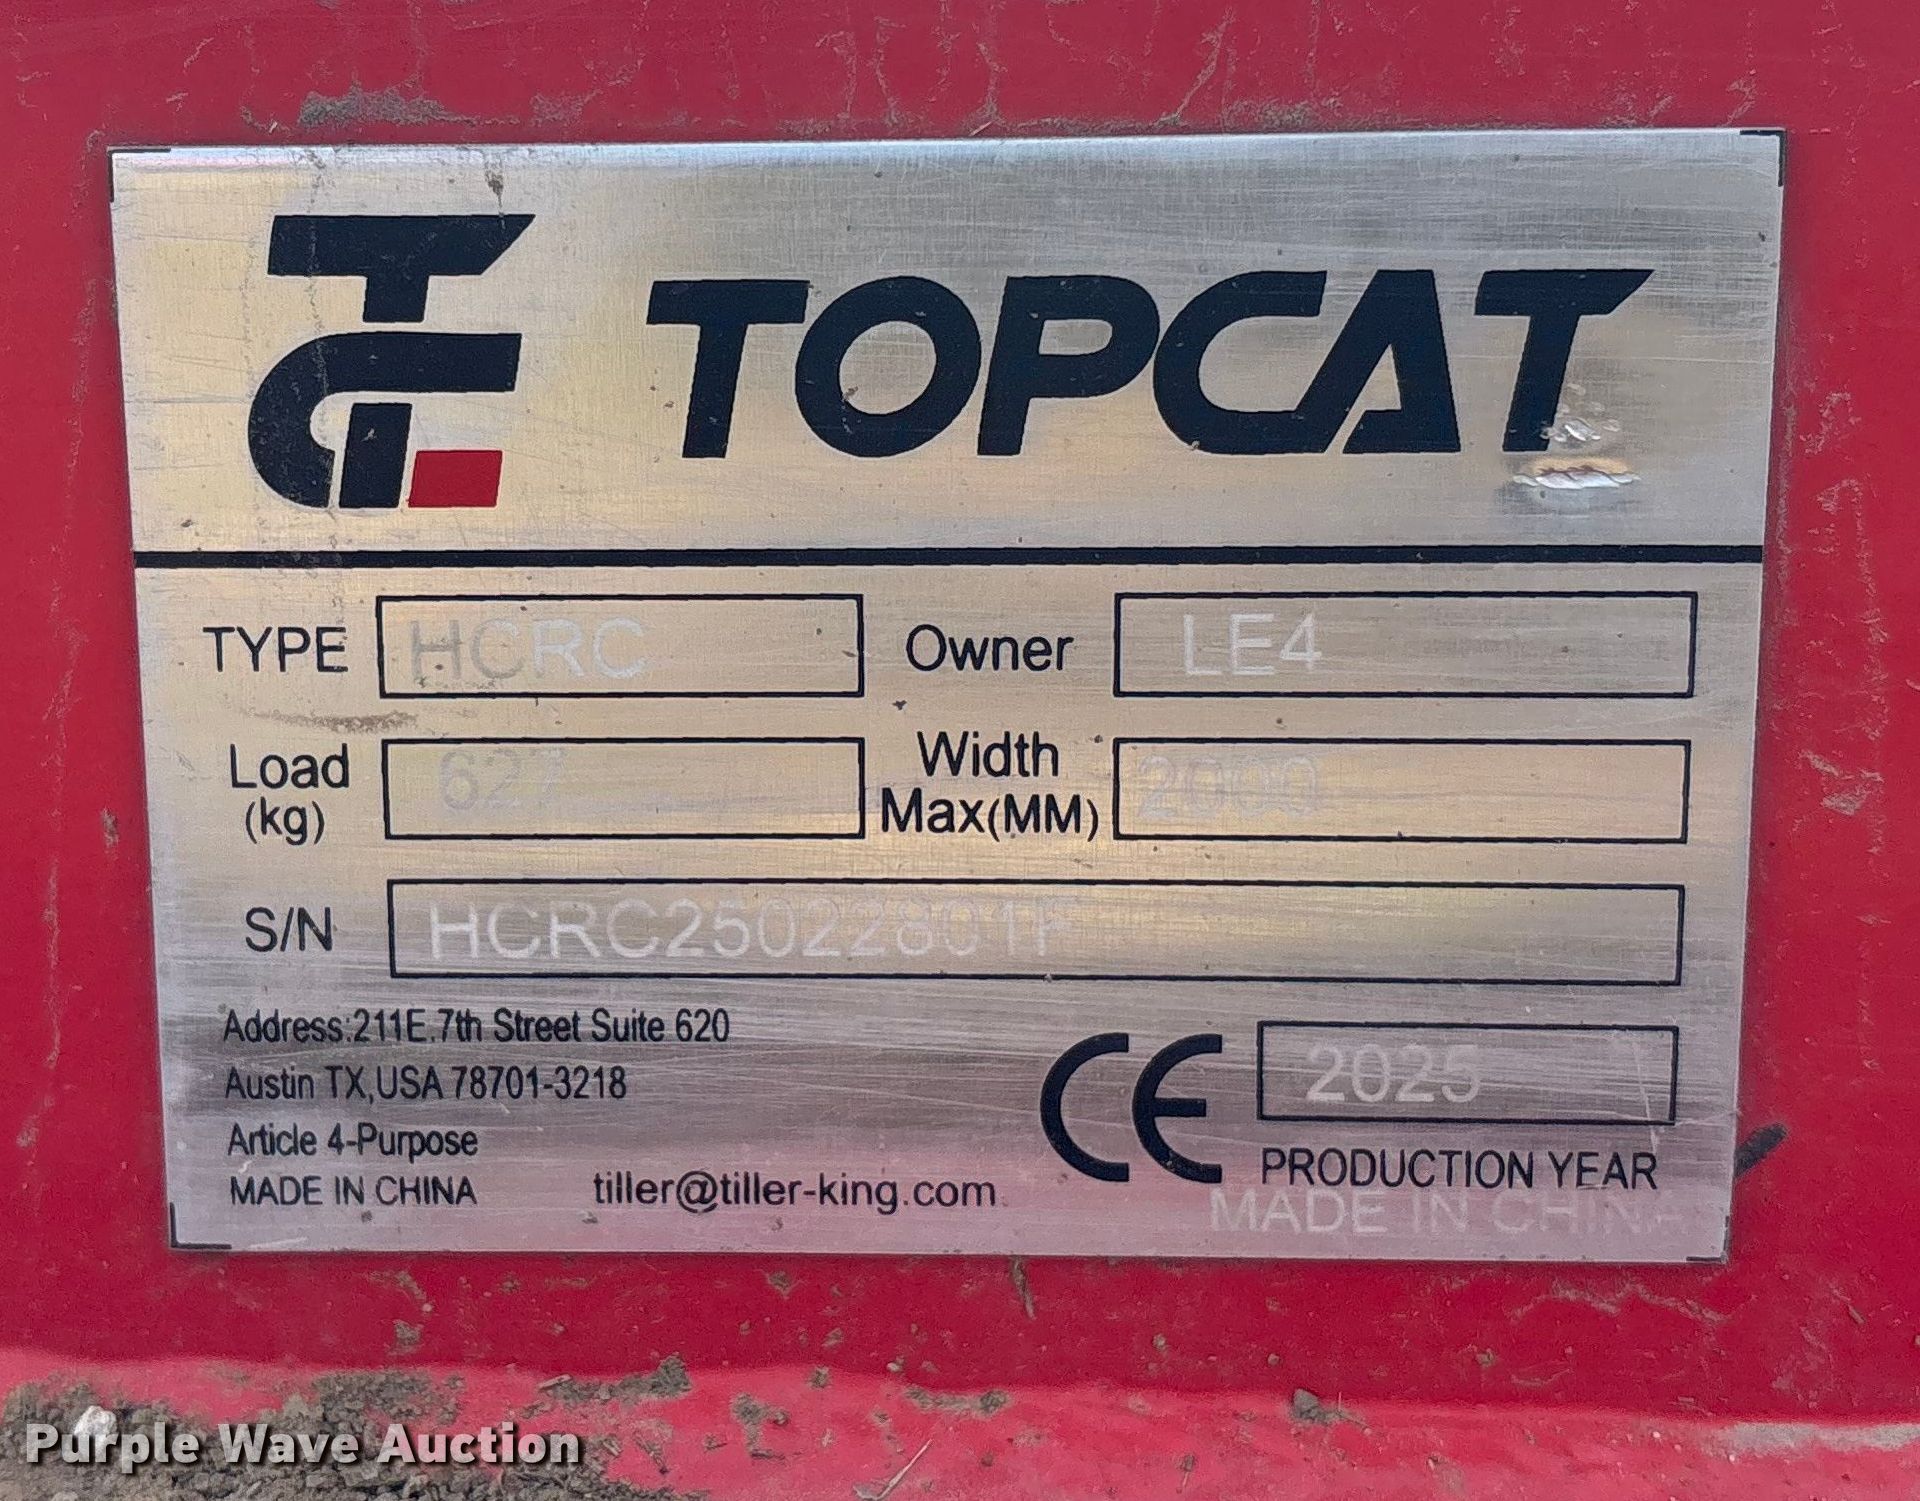 TC TOPCAT
TYPE HCRC Owner LE4
Load (kg) 627 Width Max(MM) 2000
S/N HCRC25022801F
Address:211E.7th Street Suite 620
Austin TX,USA 78701-3218
Article 4-Purpose
MADE IN CHINA
tiller@tiller-king.com
CE 2025
PRODUCTION YEAR
MADE IN CHINA
Purple Wave Auction